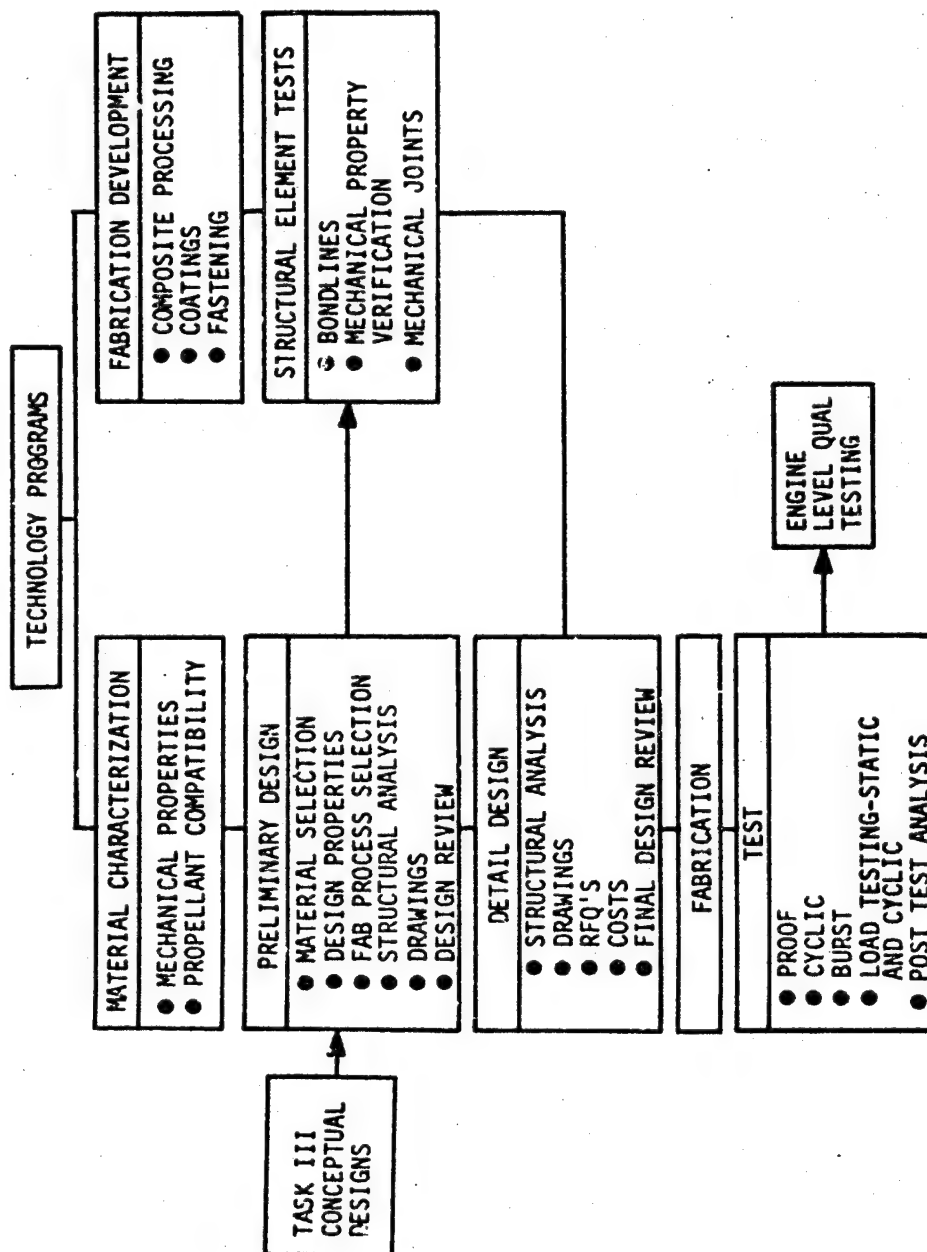 TECHNOLOGY PROGRAMS
MATERIAL CHARACTERIZATION
● MECHANICAL PROPERTIES
● PROPELLANT COMPATIBILITY
FABRICATION DEVELOPMENT
● COMPOSITE PROCESSING
● COATINGS
● FASTENING
TASK III
CONCEPTUAL
DESIGNS
PRELIMINARY DESIGN
● MATERIAL SELECTION
● DESIGN PROPERTIES
● FAB PROCESS SELECTION
● STRUCTURAL ANALYSIS
● DRAWINGS
● DESIGN REVIEW
STRUCTURAL ELEMENT TESTS
● BONDLINES
● MECHANICAL PROPERTY
VERIFICATION
● MECHANICAL JOINTS
DETAIL DESIGN
● STRUCTURAL ANALYSIS
● DRAWINGS
● RFQ'S
● COSTS
● FINAL DESIGN REVIEW
FABRICATION
TEST
● PROOF
● CYCLIC
● BURST
● LOAD TESTING-STATIC
AND CYCLIC
● POST TEST ANALYSIS
ENGINE
LEVEL QUAL
TESTING